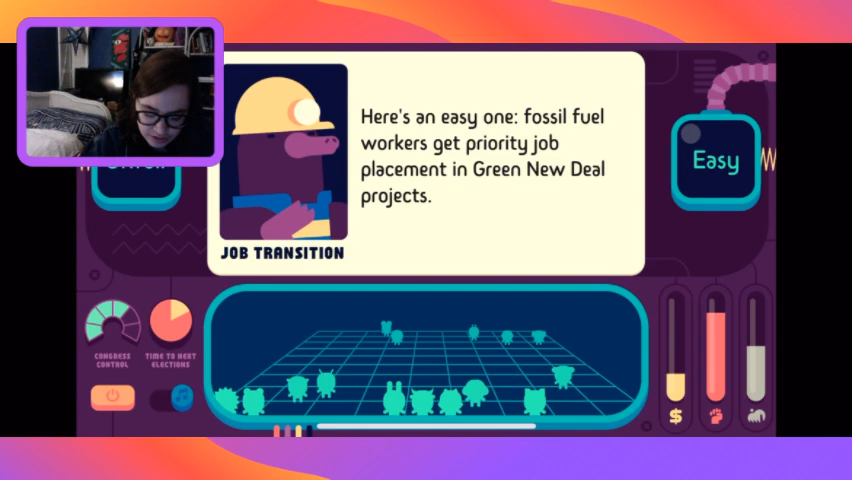 Here's an easy one: fossil fuel
workers get priority job
placement in Green New Deal
projects.
Easy
JOB TRANSITION
CONGRESS
CONTROL
TIME TO NEXT
ELECTIONS
$